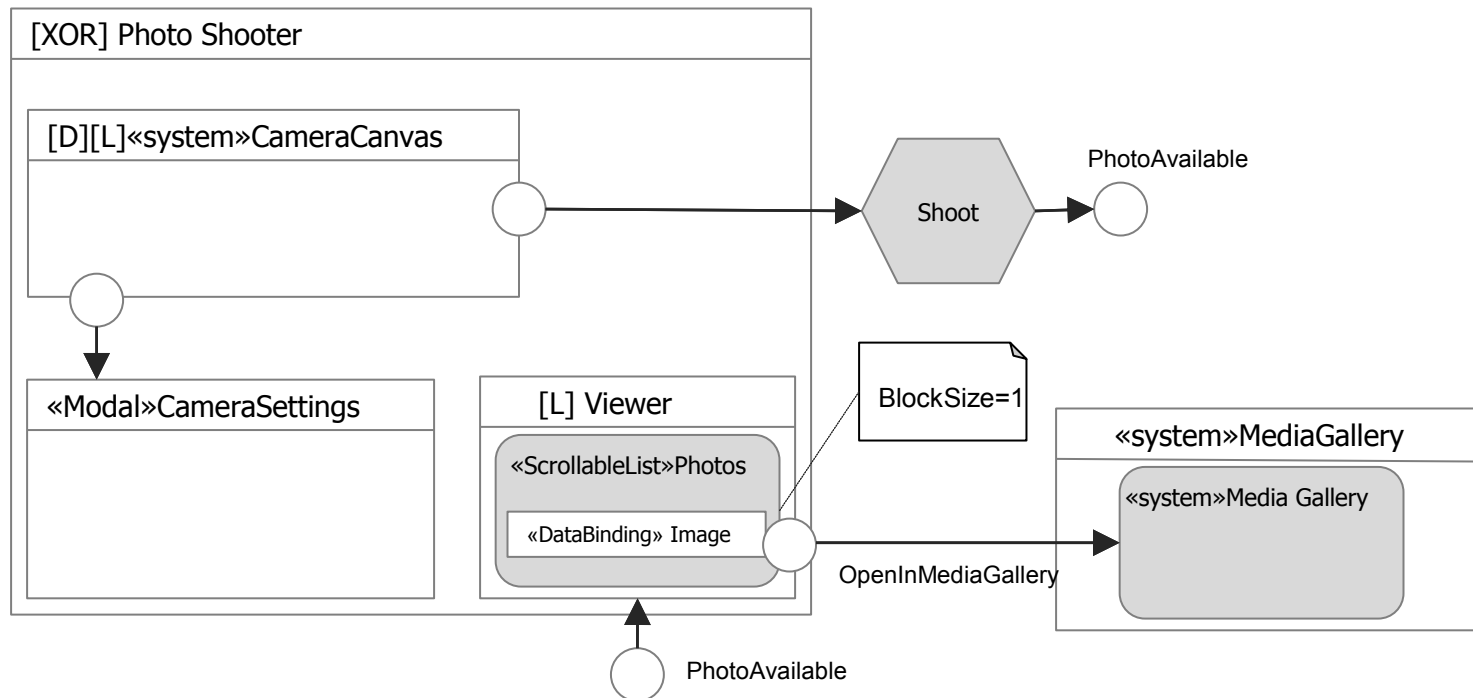 [XOR] Photo Shooter
[D][L]«system»CameraCanvas
PhotoAvailable
Shoot
«Modal»CameraSettings
[L] Viewer
BlockSize=1
«system»MediaGallery
«ScrollableList»Photos
«system»Media Gallery
«DataBinding» Image
OpenInMediaGallery
PhotoAvailable